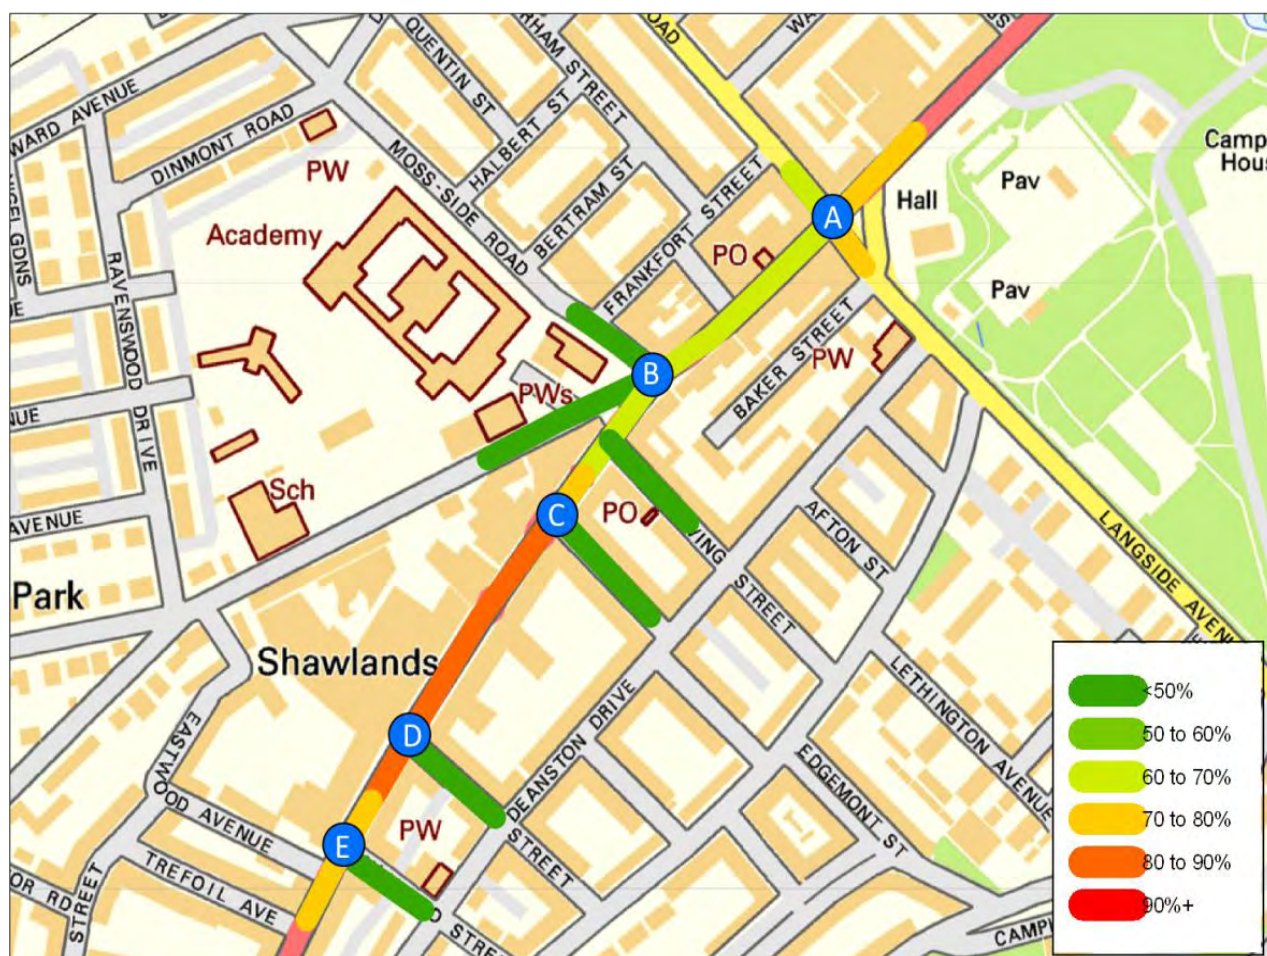 QUENTIN ST
STREET
HALBERT ST
WARD AVENUE
DINMONT ROAD
MOSS-SIDE ROAD
BERTRAM ST
FRANKFORT STREET
PW
Academy
RAVENSWOOD DRIVE
GDNS
A
Hall
Pav
Camp
PO
Pav
B
BAKER STREET
PW
PWs
Sch
C
PO
STREET
AFTON ST
LANGSIDE AVENU
AVENUE
Park
Shawlands
D
DEANSTON DRIVE
LETHINGTON AVENUE
EDGEMONT ST
EASTWOOD AVENUE
E
PW
STREET
TREFOIL AVE
OR RD
STREET
CAMP
<50%
50 to 60%
60 to 70%
70 to 80%
80 to 90%
90%+